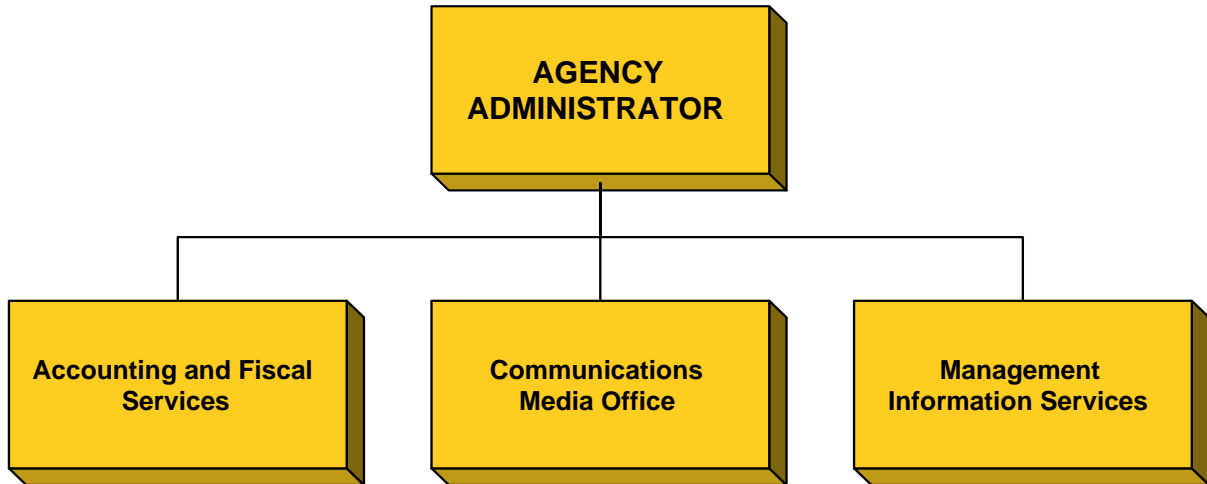 AGENCY
ADMINISTRATOR
Accounting and Fiscal
Services
Communications
Media Office
Management
Information Services